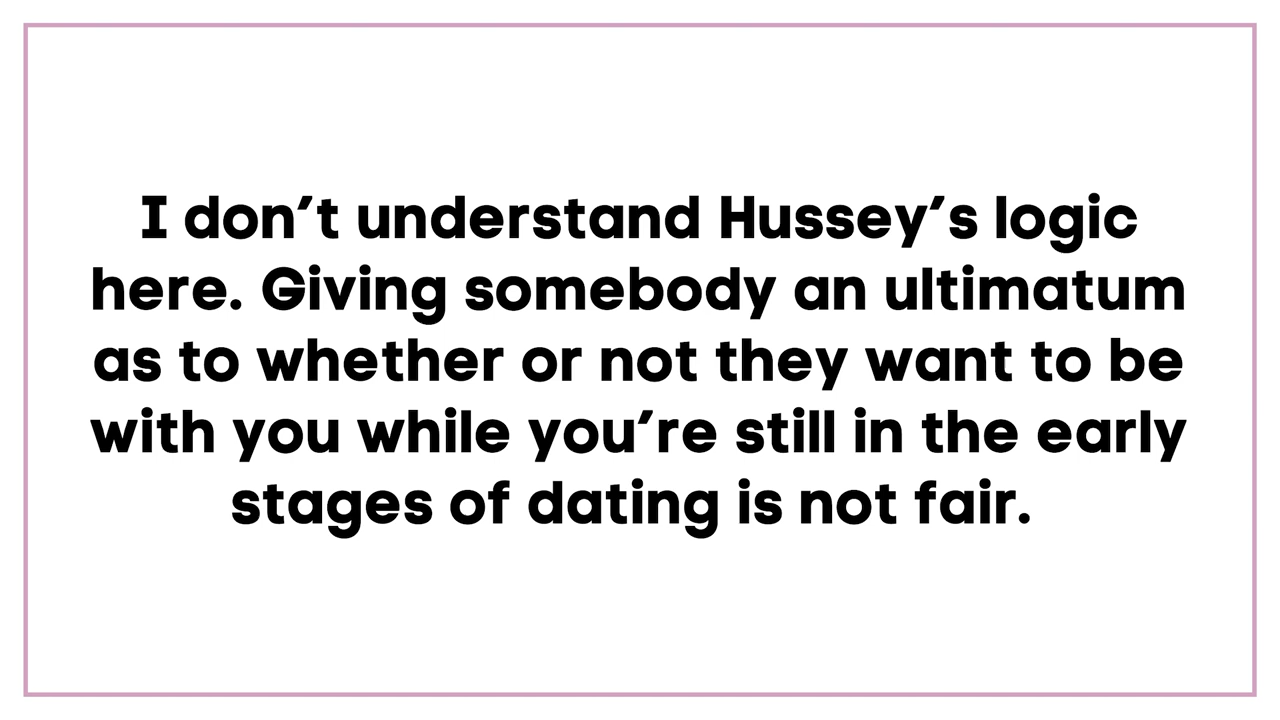 I don’t understand Hussey’s logic
here. Giving somebody an ultimatum
as to whether or not they want to be
with you while you’re still in the early
stages of dating is not fair.